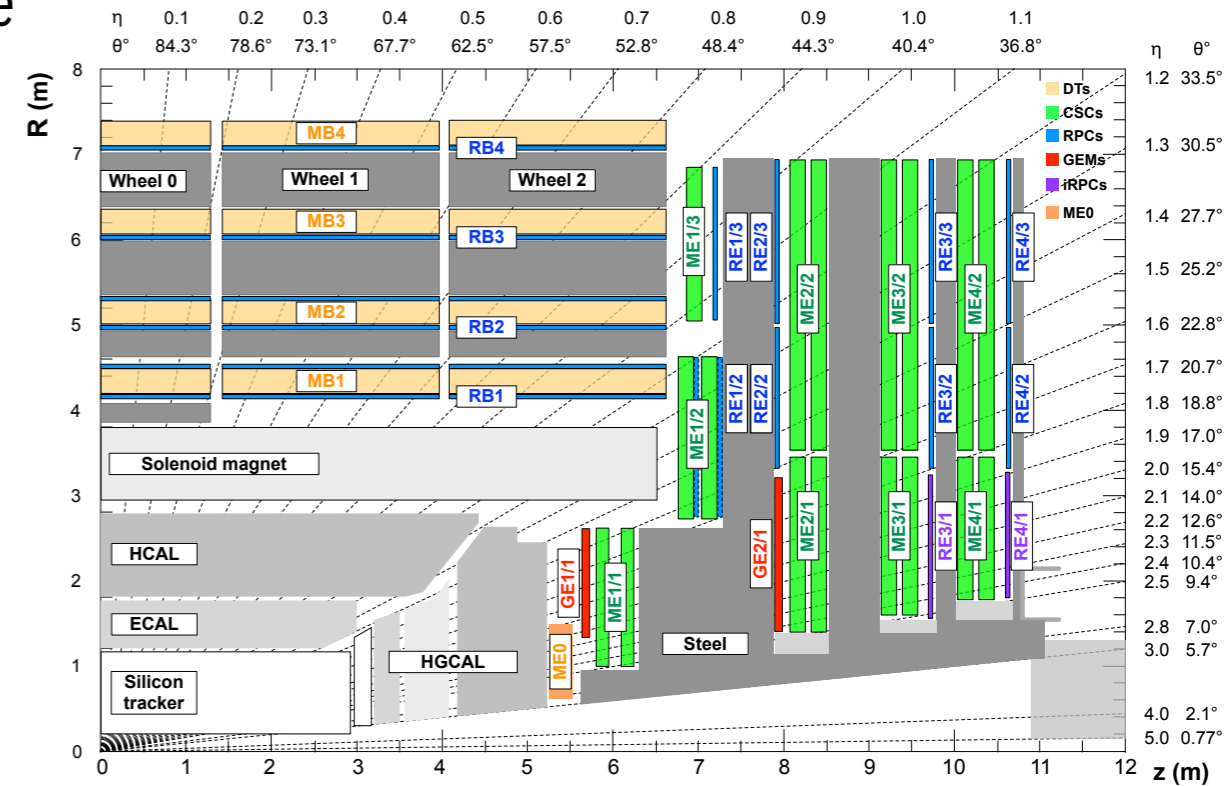 e
η 0.1 0.2 0.3 0.4 0.5 0.6 0.7 0.8 0.9 1.0 1.1
θ° 84.3° 78.6° 73.1° 67.7° 62.5° 57.5° 52.8° 48.4° 44.3° 40.4° 36.8° η θ°
R (m)
8
7
6
5
4
3
2
1
0
0 1 2 3 4 5 6 7 8 9 10 11 12 z (m)
1.2 33.5°
1.3 30.5°
1.4 27.7°
1.5 25.2°
1.6 22.8°
1.7 20.7°
1.8 18.8°
1.9 17.0°
2.0 15.4°
2.1 14.0°
2.2 12.6°
2.3 11.5°
2.4 10.4°
2.5 9.4°
2.8 7.0°
3.0 5.7°
4.0 2.1°
5.0 0.77°
DTs
CSCs
RPCs
GEMs
iRPCs
ME0
MB4
RB4
Wheel 0
Wheel 1
Wheel 2
MB3
RB3
MB2
RB2
MB1
RB1
Solenoid magnet
HCAL
ECAL
Silicon
tracker
HGCAL
Steel
ME0
GE1/1
ME1/1
ME1/2
ME1/3
RE1/3
RE2/3
RE1/2
RE2/2
GE2/1
ME2/2
ME2/1
ME3/2
ME3/1
RE3/3
RE3/2
RE3/1
ME4/2
ME4/1
RE4/3
RE4/2
RE4/1